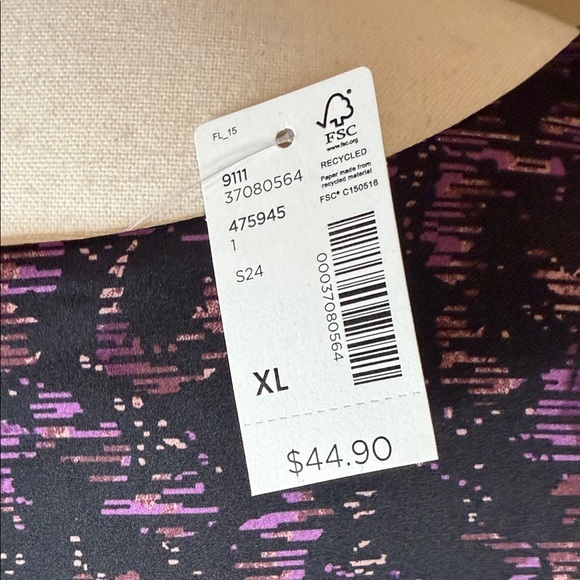 FL_15
FSC
www.fsc.org
RECYCLED
Paper made from
recycled material
FSC® C150516
9111
37080564
475945
1
S24
00037080564
XL
$44.90